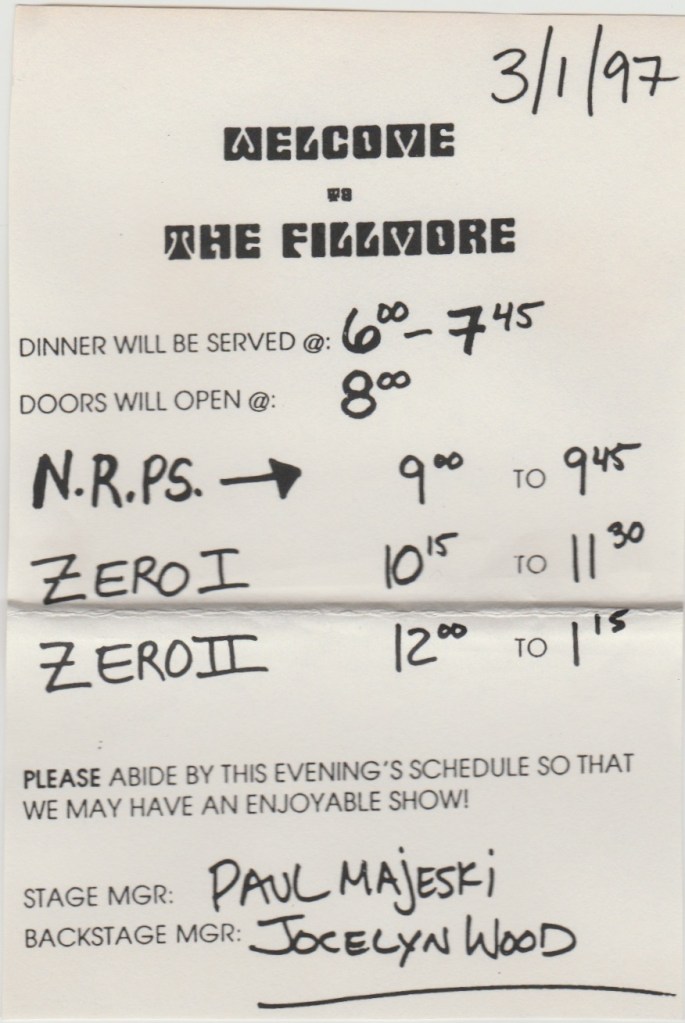 3/1/97
WELCOME
TO
THE FILLMORE
DINNER WILL BE SERVED @: 6⁰⁰ - 7⁴⁵
DOORS WILL OPEN @: 8⁰⁰
N.R.PS. → 9⁰⁰ TO 9⁴⁵
ZERO I 10¹⁵ TO 11³⁰
ZERO II 12⁰⁰ TO 1¹⁵
PLEASE ABIDE BY THIS EVENING'S SCHEDULE SO THAT
WE MAY HAVE AN ENJOYABLE SHOW!
STAGE MGR: PAUL MAJESKI
BACKSTAGE MGR: JOCELYN WOOD